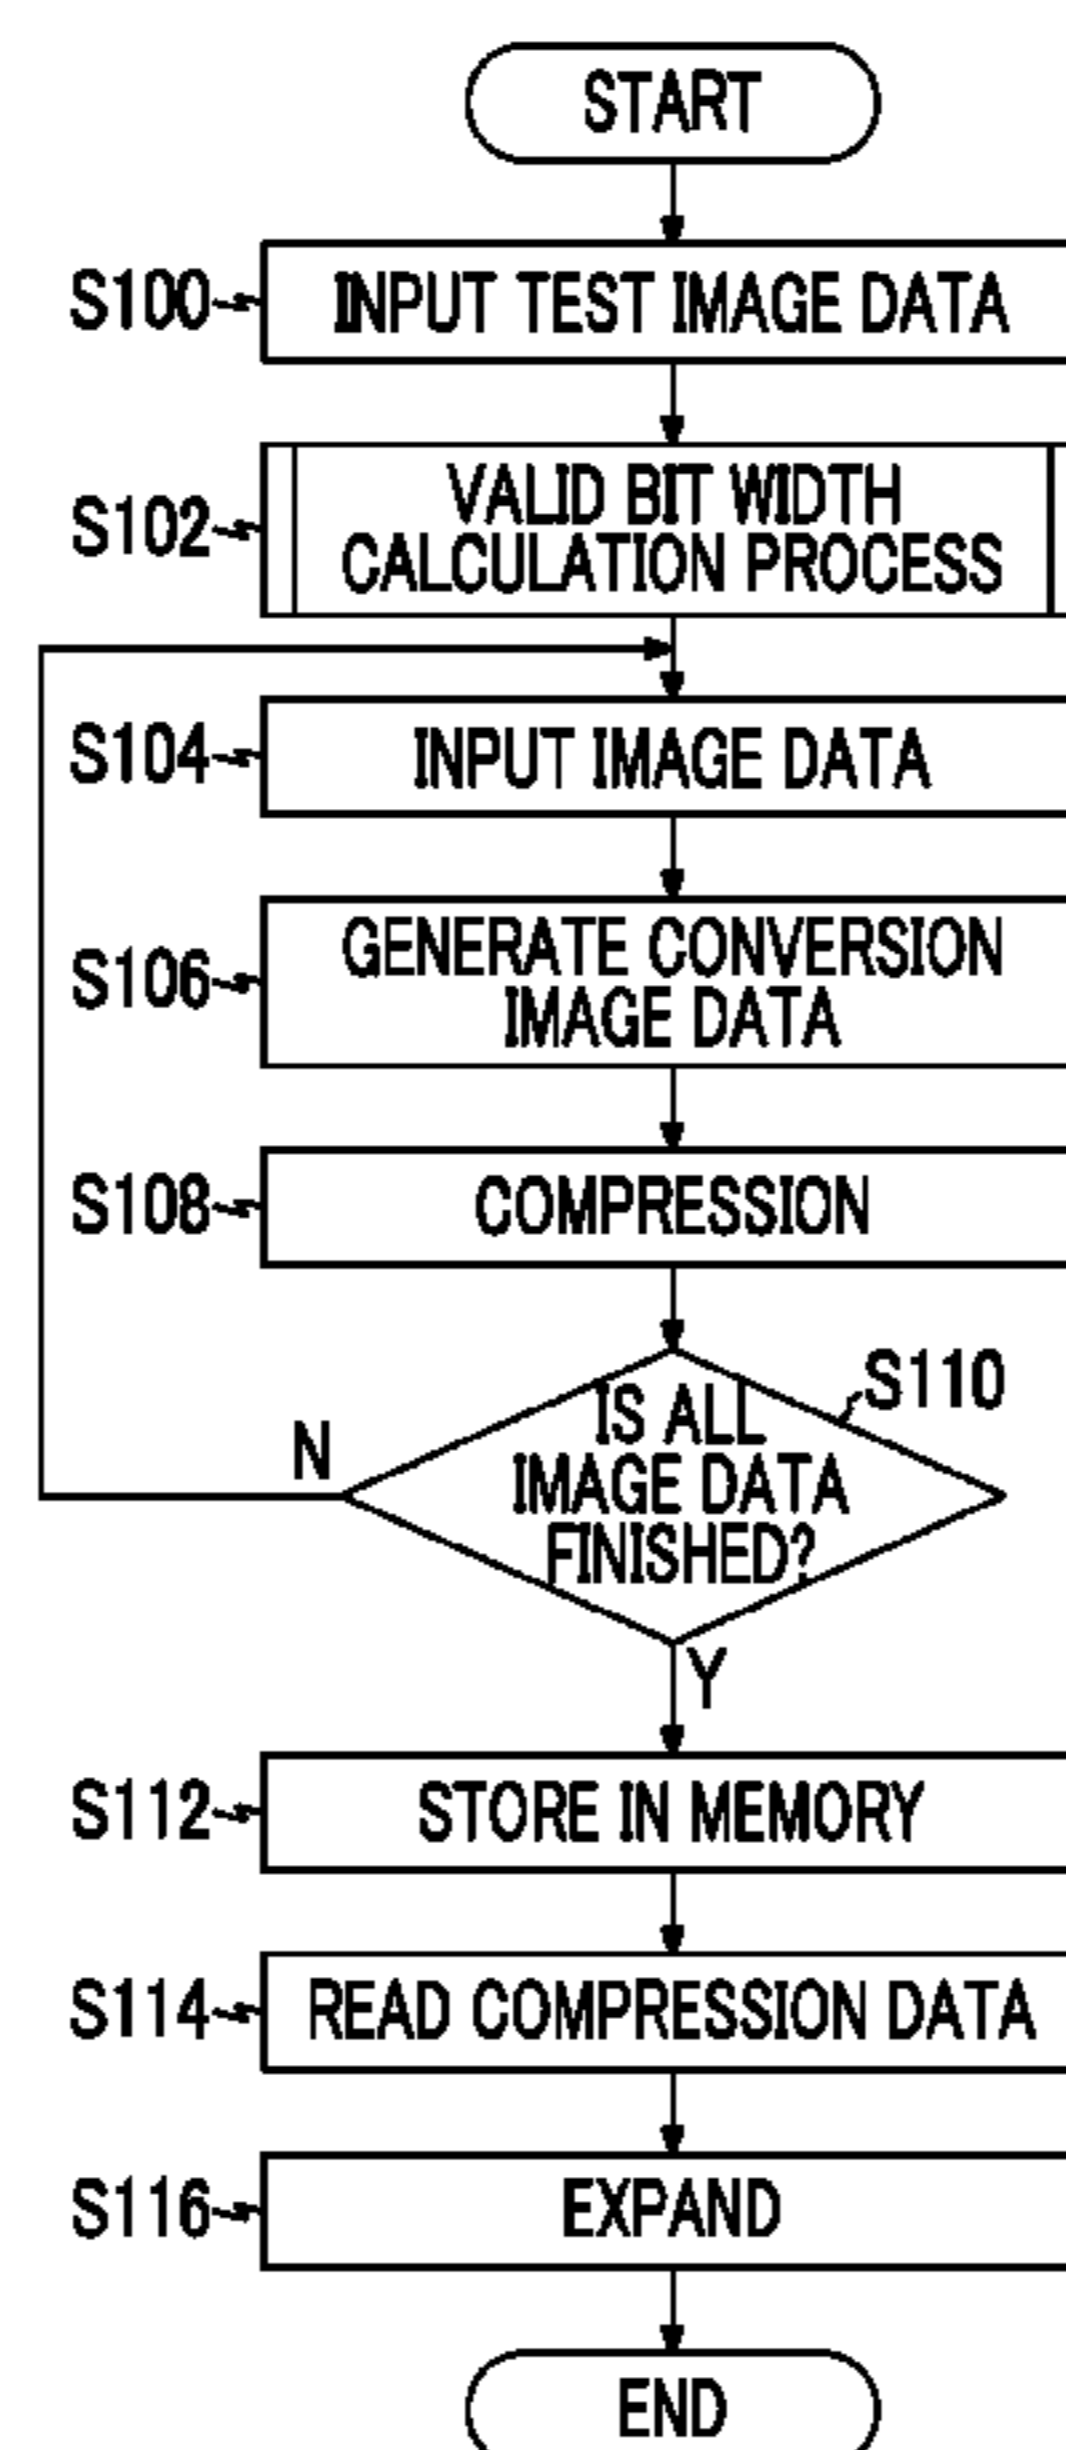 START
S100
INPUT TEST IMAGE DATA
S102
VALID BIT WIDTH
CALCULATION PROCESS
S104
INPUT IMAGE DATA
S106
GENERATE CONVERSION
IMAGE DATA
S108
COMPRESSION
S110
IS ALL
IMAGE DATA
FINISHED?
N
Y
S112
STORE IN MEMORY
S114
READ COMPRESSION DATA
S116
EXPAND
END